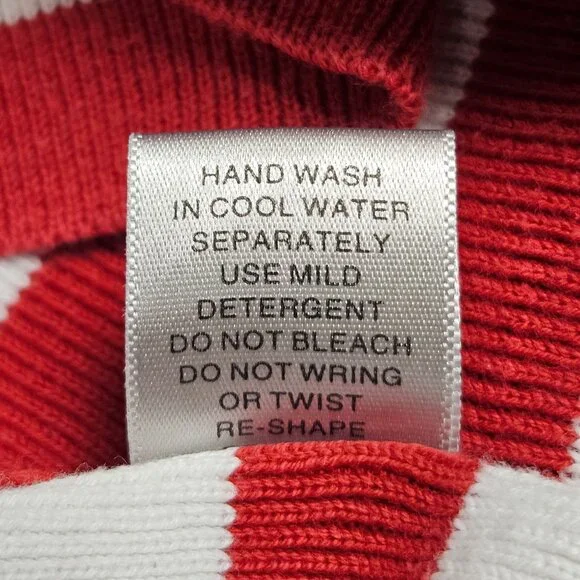 HAND WASH
IN COOL WATER
SEPARATELY
USE MILD
DETERGENT
DO NOT BLEACH
DO NOT WRING
OR TWIST
RE-SHAPE